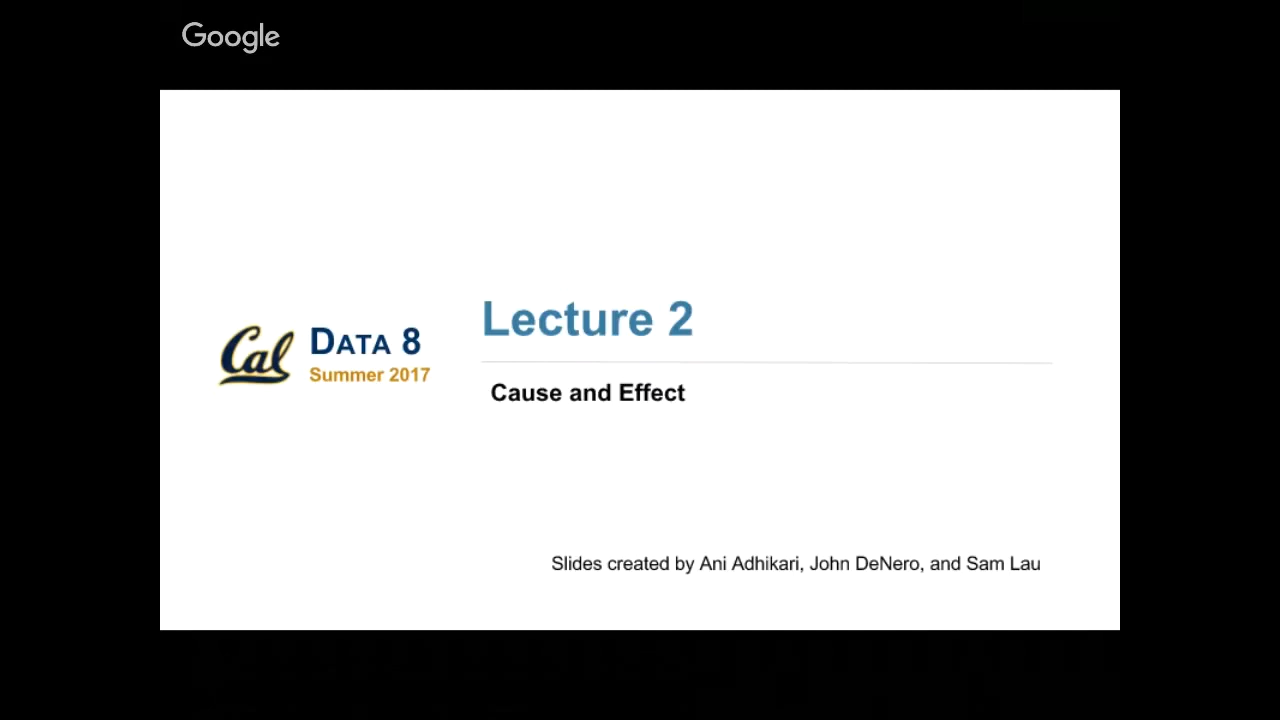 Google
Cal
DATA 8
Summer 2017
Lecture 2
Cause and Effect
Slides created by Ani Adhikari, John DeNero, and Sam Lau